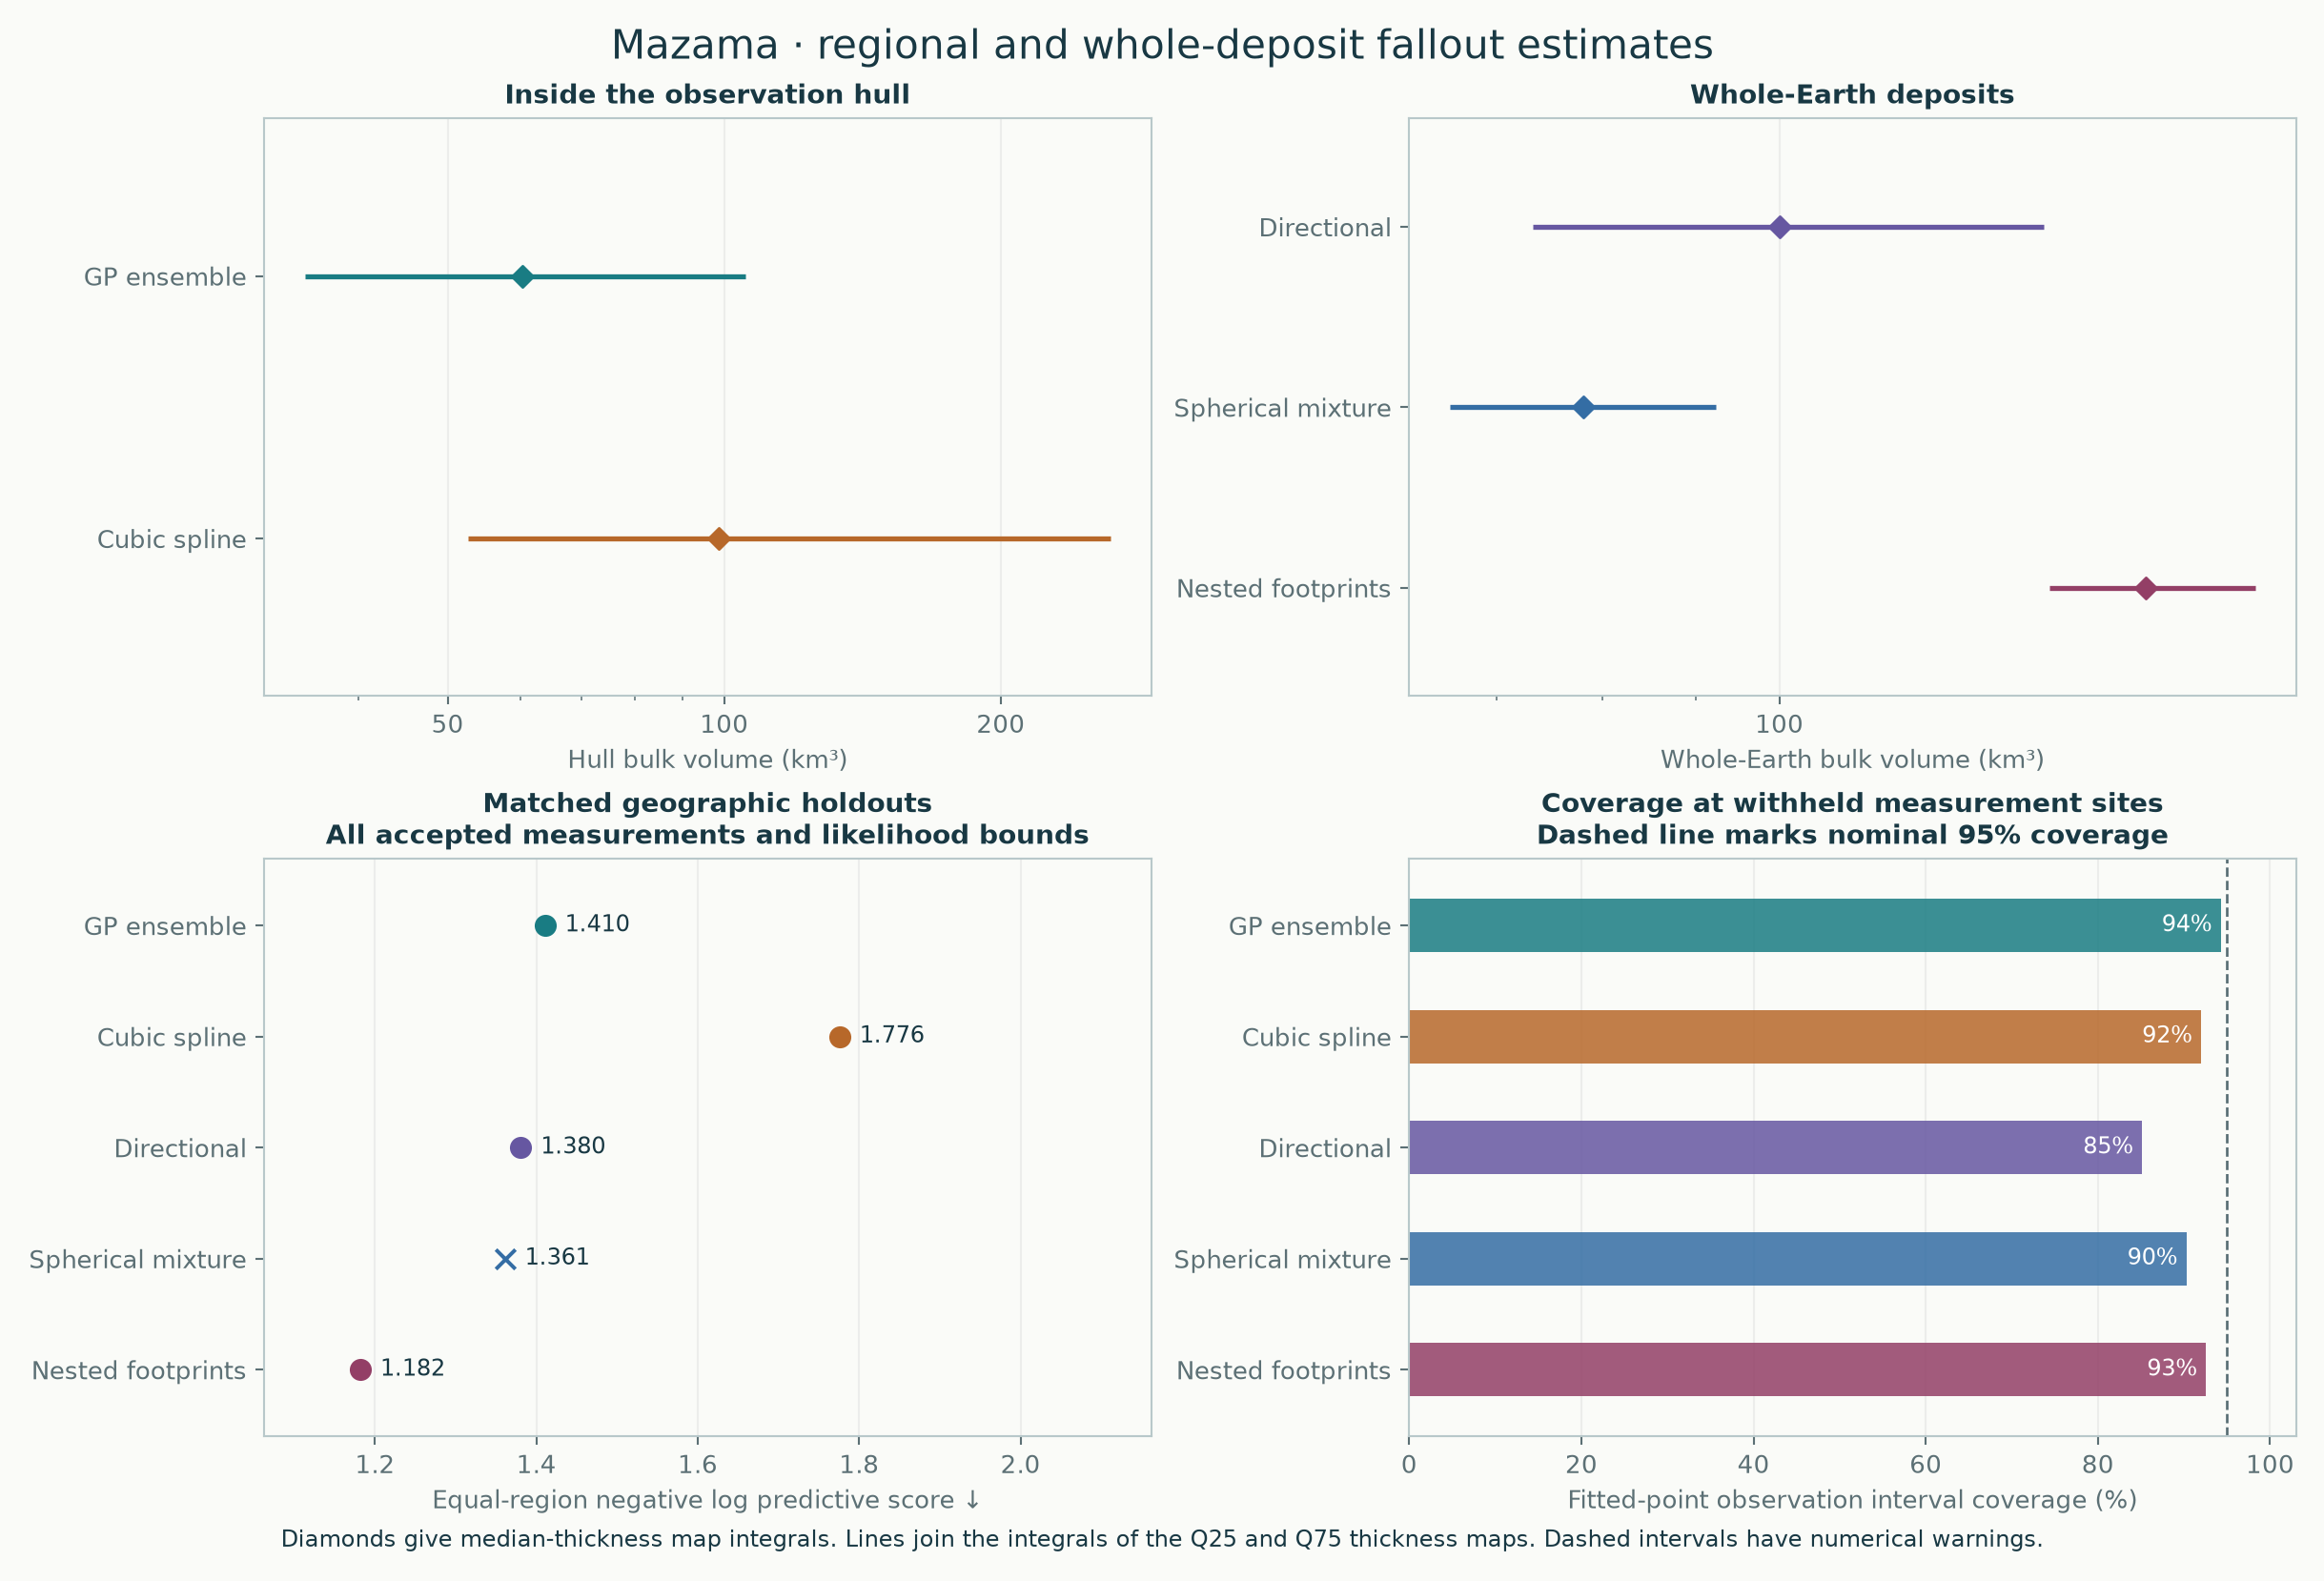 Mazama · regional and whole-deposit fallout estimates
Inside the observation hull
GP ensemble
Cubic spline
50 100 200
Hull bulk volume (km³)
Whole-Earth deposits
Directional
Spherical mixture
Nested footprints
100
Whole-Earth bulk volume (km³)
Matched geographic holdouts
All accepted measurements and likelihood bounds
GP ensemble 1.410
Cubic spline 1.776
Directional 1.380
Spherical mixture 1.361
Nested footprints 1.182
1.2 1.4 1.6 1.8 2.0
Equal-region negative log predictive score ↓
Coverage at withheld measurement sites
Dashed line marks nominal 95% coverage
GP ensemble 94%
Cubic spline 92%
Directional 85%
Spherical mixture 90%
Nested footprints 93%
0 20 40 60 80 100
Fitted-point observation interval coverage (%)
Diamonds give median-thickness map integrals. Lines join the integrals of the Q25 and Q75 thickness maps. Dashed intervals have numerical warnings.